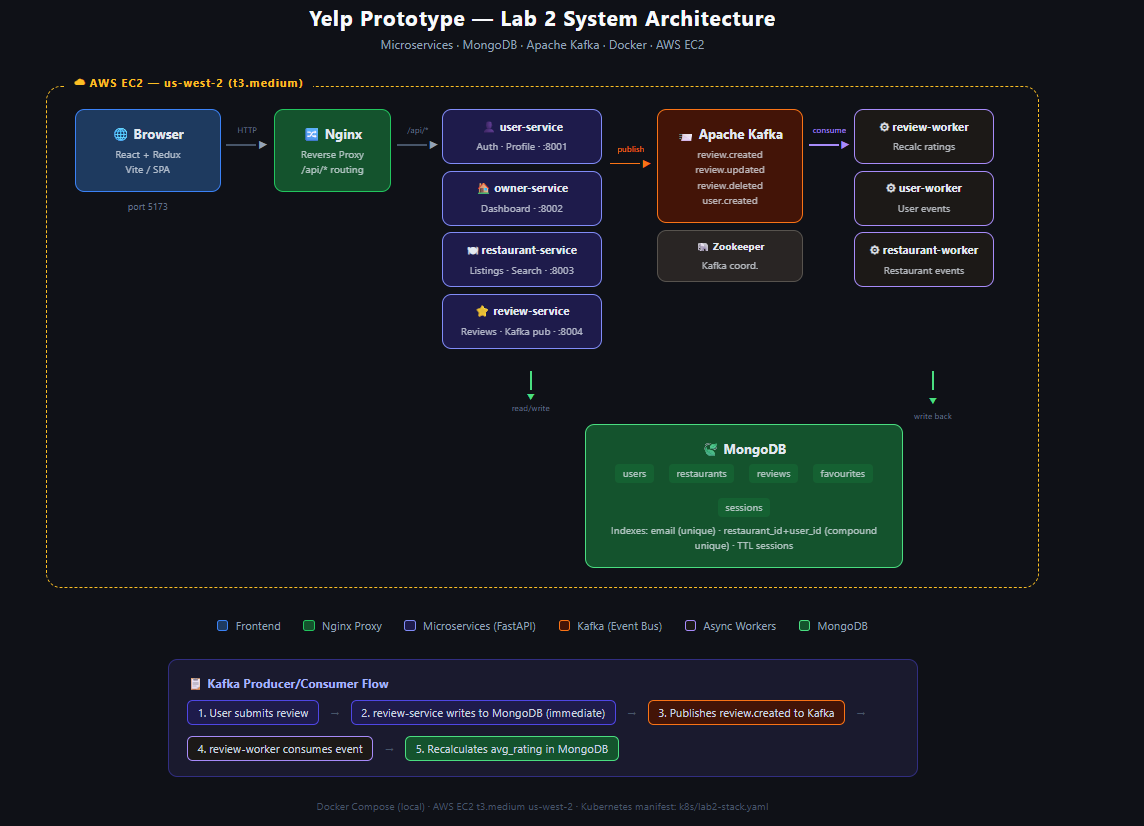 Yelp Prototype — Lab 2 System Architecture
Microservices · MongoDB · Apache Kafka · Docker · AWS EC2
AWS EC2 — us-west-2 (t3.medium)
Browser
React + Redux
Vite / SPA
port 5173
HTTP
Nginx
Reverse Proxy
/api/* routing
/api/*
user-service
Auth · Profile · :8001
owner-service
Dashboard · :8002
restaurant-service
Listings · Search · :8003
review-service
Reviews · Kafka pub · :8004
publish
Apache Kafka
review.created
review.updated
review.deleted
user.created
Zookeeper
Kafka coord.
consume
review-worker
Recalc ratings
user-worker
User events
restaurant-worker
Restaurant events
read/write
write back
MongoDB
users
restaurants
reviews
favourites
sessions
Indexes: email (unique) · restaurant_id+user_id (compound
unique) · TTL sessions
Frontend
Nginx Proxy
Microservices (FastAPI)
Kafka (Event Bus)
Async Workers
MongoDB
Kafka Producer/Consumer Flow
1. User submits review
→
2. review-service writes to MongoDB (immediate)
→
3. Publishes review.created to Kafka
→
4. review-worker consumes event
→
5. Recalculates avg_rating in MongoDB
Docker Compose (local) · AWS EC2 t3.medium us-west-2 · Kubernetes manifest: k8s/lab2-stack.yaml